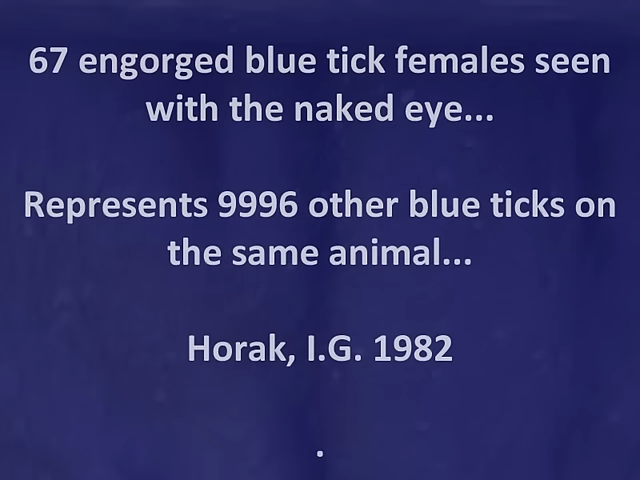 67 engorged blue tick females seen
with the naked eye...
Represents 9996 other blue ticks on
the same animal...
Horak, I.G. 1982
.